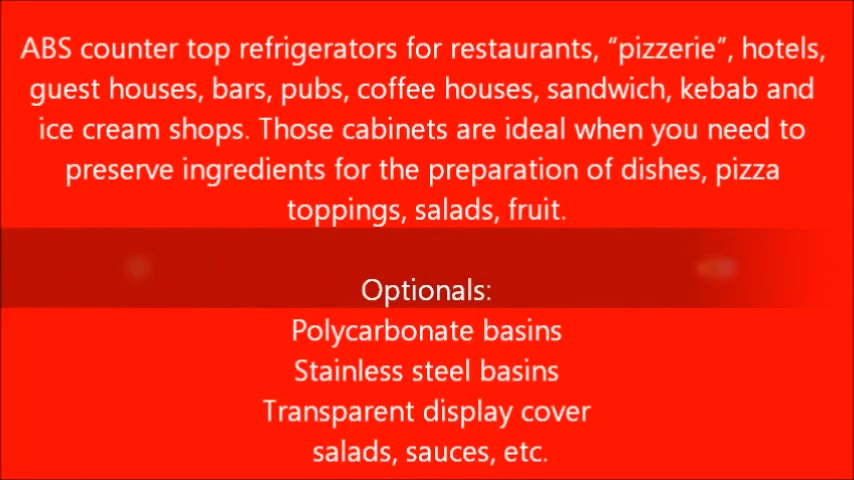 ABS counter top refrigerators for restaurants, “pizzerie”, hotels,
guest houses, bars, pubs, coffee houses, sandwich, kebab and
ice cream shops. Those cabinets are ideal when you need to
preserve ingredients for the preparation of dishes, pizza
toppings, salads, fruit.
Optionals:
Polycarbonate basins
Stainless steel basins
Transparent display cover
salads, sauces, etc.